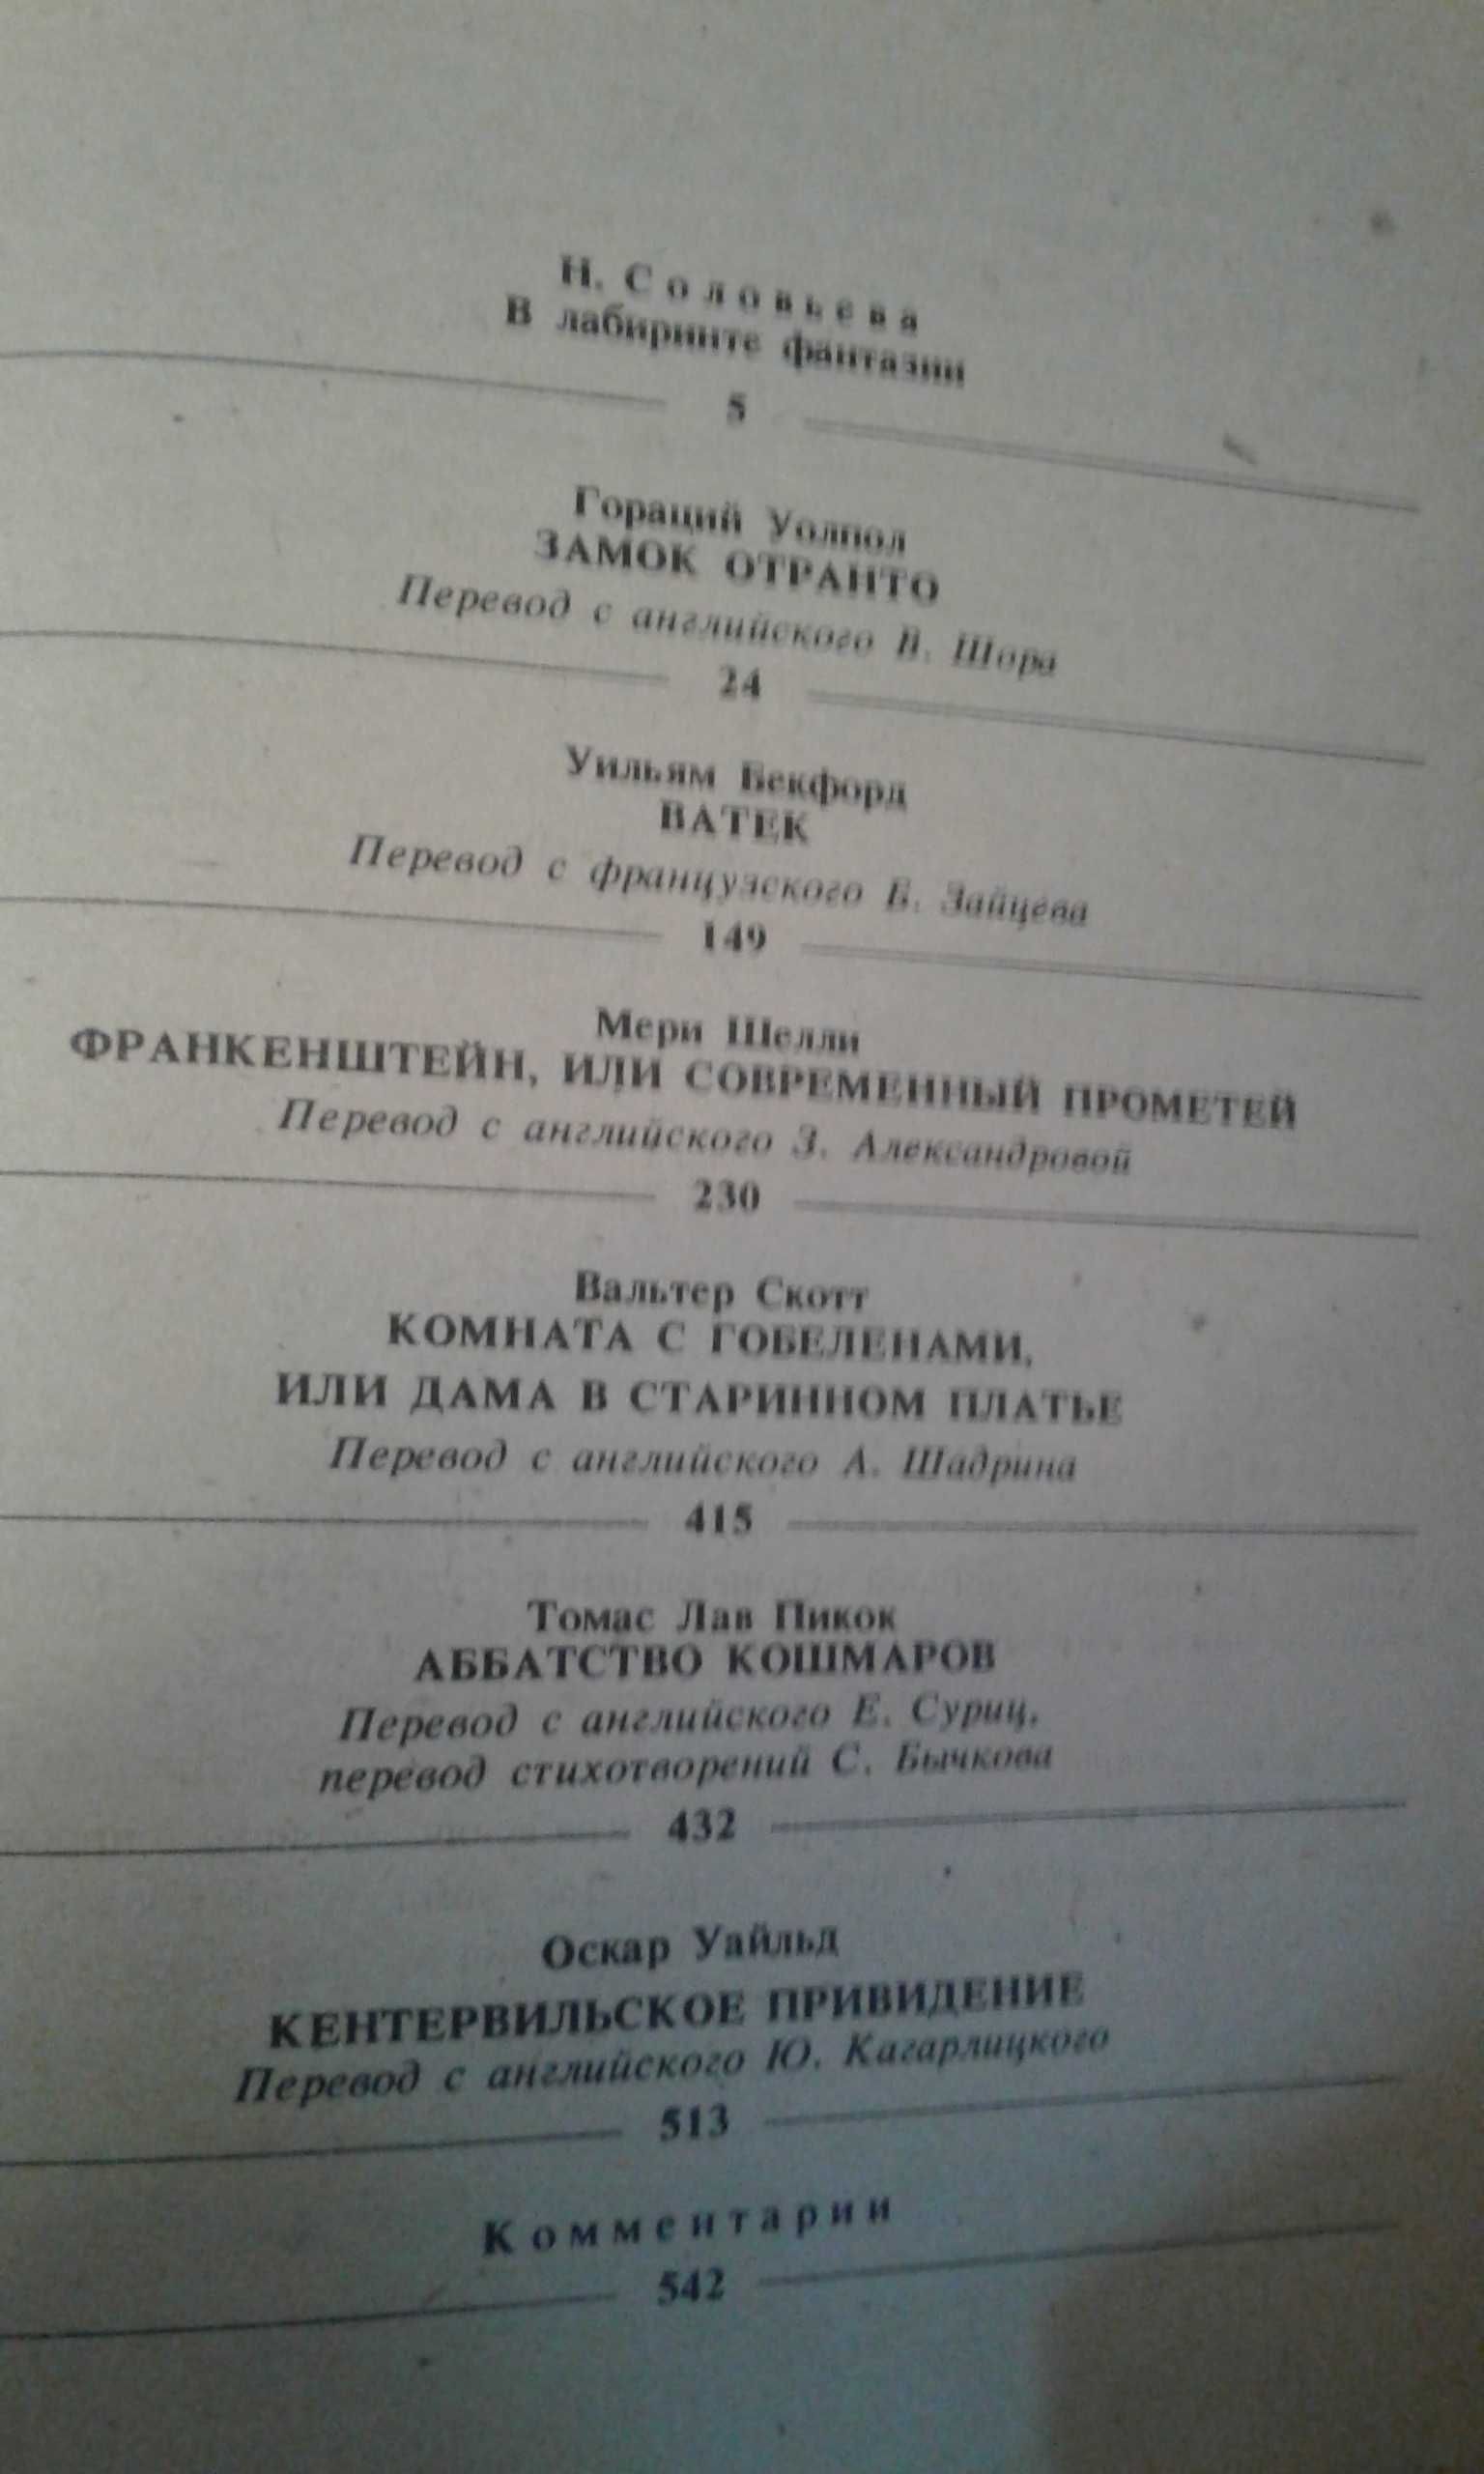 Н. Соловьева
В лабиринте фантазии
5
Гораций Уолпол
ЗАМОК ОТРАНТО
Перевод с английского В. Шора
24
Уильям Бекфорд
ВАТЕК
Перевод с французского Б. Зайцева
149
Мери Шелли
ФРАНКЕНШТЕЙН, ИЛИ СОВРЕМЕННЫЙ ПРОМЕТЕЙ
Перевод с английского З. Александровой
230
Вальтер Скотт
КОМНАТА С ГОБЕЛЕНАМИ,
ИЛИ ДАМА В СТАРИННОМ ПЛАТЬЕ
Перевод с английского А. Шадрина
415
Томас Лав Пикок
АББАТСТВО КОШМАРОВ
Перевод с английского Е. Суриц,
перевод стихотворений С. Бычкова
432
Оскар Уайльд
КЕНТЕРВИЛЬСКОЕ ПРИВИДЕНИЕ
Перевод с английского Ю. Кагарлицкого
513
Комментарии
542